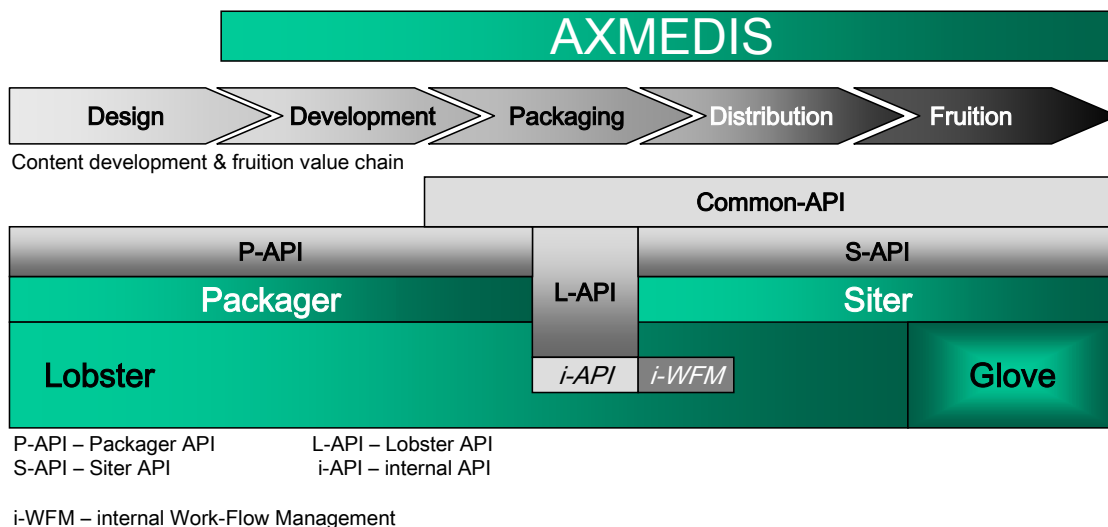 AXMEDIS
Design Development Packaging Distribution Fruition
Content development & fruition value chain
Common-API
P-API L-API S-API
Packager Siter
Lobster i-API i-WFM Glove
P-API – Packager API L-API – Lobster API
S-API – Siter API i-API – internal API
i-WFM – internal Work-Flow Management